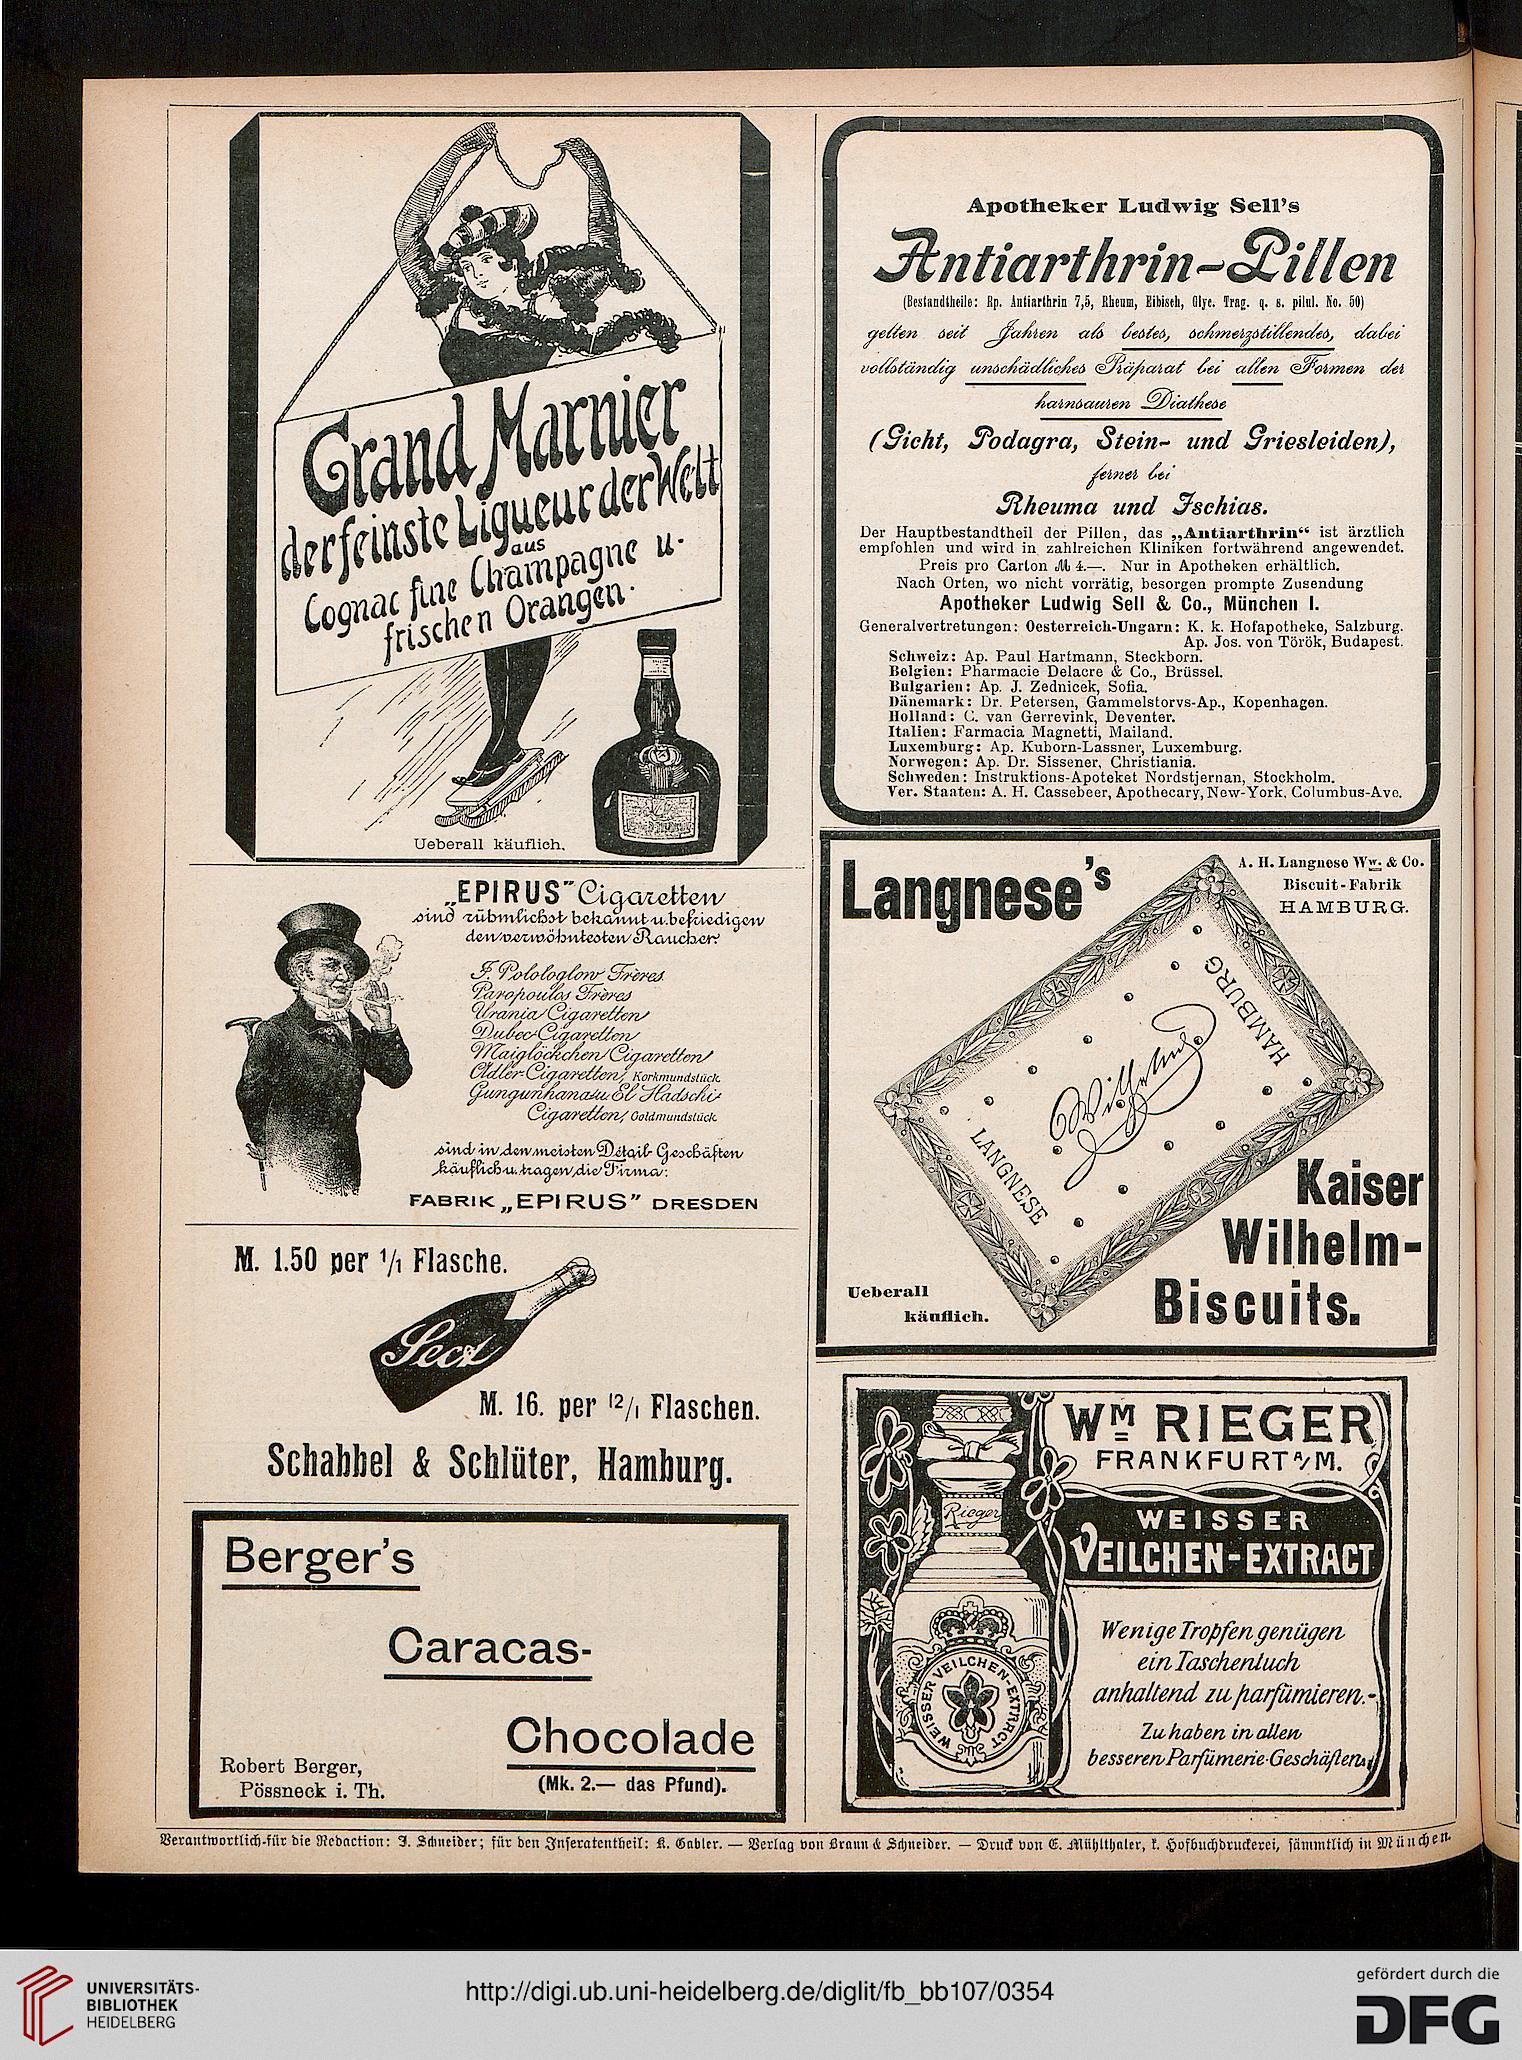 Grand Marnier
der feinste Liqueur der Welt
aus
Cognac fine Champagne u.
frischen Orangen.
Ueberall käuflich.
„EPIRUS” Cigaretten
sind rühmlichst bekannt u. befriedigen
den verwöhntesten Raucher.
F. Polologlow Frères
Paropoulos Frères
Urania Cigaretten
Dubec Cigaretten
Maiglöckchen Cigaretten
Adler-Cigaretten, Korkmundstück
Gungunhana u. El Hadschi-
Cigaretten, Goldmundstück
sind in den meisten Détail-Geschäften
käuflich u. tragen die Firma:
FABRIK „EPIRUS” DRESDEN
M. 1.50 per 1/1 Flasche.
Sect
M. 16. per 12/1 Flaschen.
Schabbel & Schlüter, Hamburg.
Berger's
Caracas-
Chocolade
(Mk. 2.— das Pfund).
Robert Berger,
Pössneck i. Th.
Apotheker Ludwig Sell's
Antiarthrin-Pillen
(Bestandtheile: Rp. Antiarthrin 7,5, Rheum, Eibisch, Glyc. Trag. q. s. pilul. No. 50)
gelten seit Jahren als bestes, schmerzstillendes, dabei
vollständig unschädliches Präparat bei allen Formen der
harnsauren Diathese
(Gicht, Podagra, Stein- und Griesleiden),
ferner bei
Rheuma und Ischias.
Der Hauptbestandtheil der Pillen, das „Antiarthrin“ ist ärztlich
empfohlen und wird in zahlreichen Kliniken fortwährend angewendet.
Preis pro Carton M 4.—. Nur in Apotheken erhältlich.
Nach Orten, wo nicht vorrätig, besorgen prompte Zusendung
Apotheker Ludwig Sell & Co., München I.
Generalvertretungen: Oesterreich-Ungarn: K. k. Hofapotheke, Salzburg.
Ap. Jos. von Török, Budapest.
Schweiz: Ap. Paul Hartmann, Steckborn.
Belgien: Pharmacie Delacre & Co., Brüssel.
Bulgarien: Ap. J. Zednicek, Sofia.
Dänemark: Dr. Petersen, Gammelstorvs-Ap., Kopenhagen.
Holland: C. van Gerrevink, Deventer.
Italien: Farmacia Magnetti, Mailand.
Luxemburg: Ap. Kuborn-Lassner, Luxemburg.
Norwegen: Ap. Dr. Sissener, Christiania.
Schweden: Instruktions-Apoteket Nordstjernan, Stockholm.
Ver. Staaten: A. H. Cassebeer, Apothecary, New-York, Columbus-Ave.
Langnese's
A. H. Langnese Ww. & Co.
Biscuit-Fabrik
HAMBURG.
HAMBURG
Wilhelm
LANGNESE
Kaiser
Wilhelm-
Biscuits.
Ueberall
käuflich.
WM RIEGER
FRANKFURT A/M.
Rieger
WEISSER
VEILCHEN-EXTRACT
WEISSER VEILCHEN-EXTRACT
Wenige Tropfen genügen
ein Taschentuch
anhaltend zu parfümieren.-
Zu haben in allen
besseren Parfümerie-Geschäften.
Verantwortlich für die Redaction: J. Schneider; für den Inseratentheil: K. Gabler. — Verlag von Braun & Schneider. — Druck von E. Mühlthaler, k. Hofbuchdruckerei, sämmtlich in München.
UNIVERSITÄTS-
BIBLIOTHEK
HEIDELBERG
http://digi.ub.uni-heidelberg.de/diglit/fb_bb107/0354
gefördert durch die
DFG